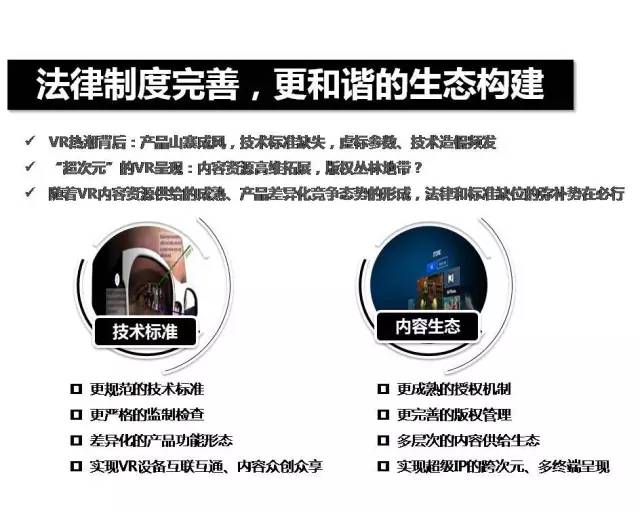 法律制度完善，更和谐的生态构建
VR热潮背后：产品山寨成风，技术标准缺失，虚标参数、技术造假频发
“超次元”的VR呈现：内容资源高维拓展，版权丛林地带？
随着VR内容资源供给的成熟、产品差异化竞争态势的形成，法律和标准缺位的弥补势在必行
技术标准
更规范的技术标准
更严格的监制检查
差异化的产品功能形态
实现VR设备互联互通、内容众创众享
内容生态
更成熟的授权机制
更完善的版权管理
多层次的内容供给生态
实现超级IP的跨次元、多终端呈现